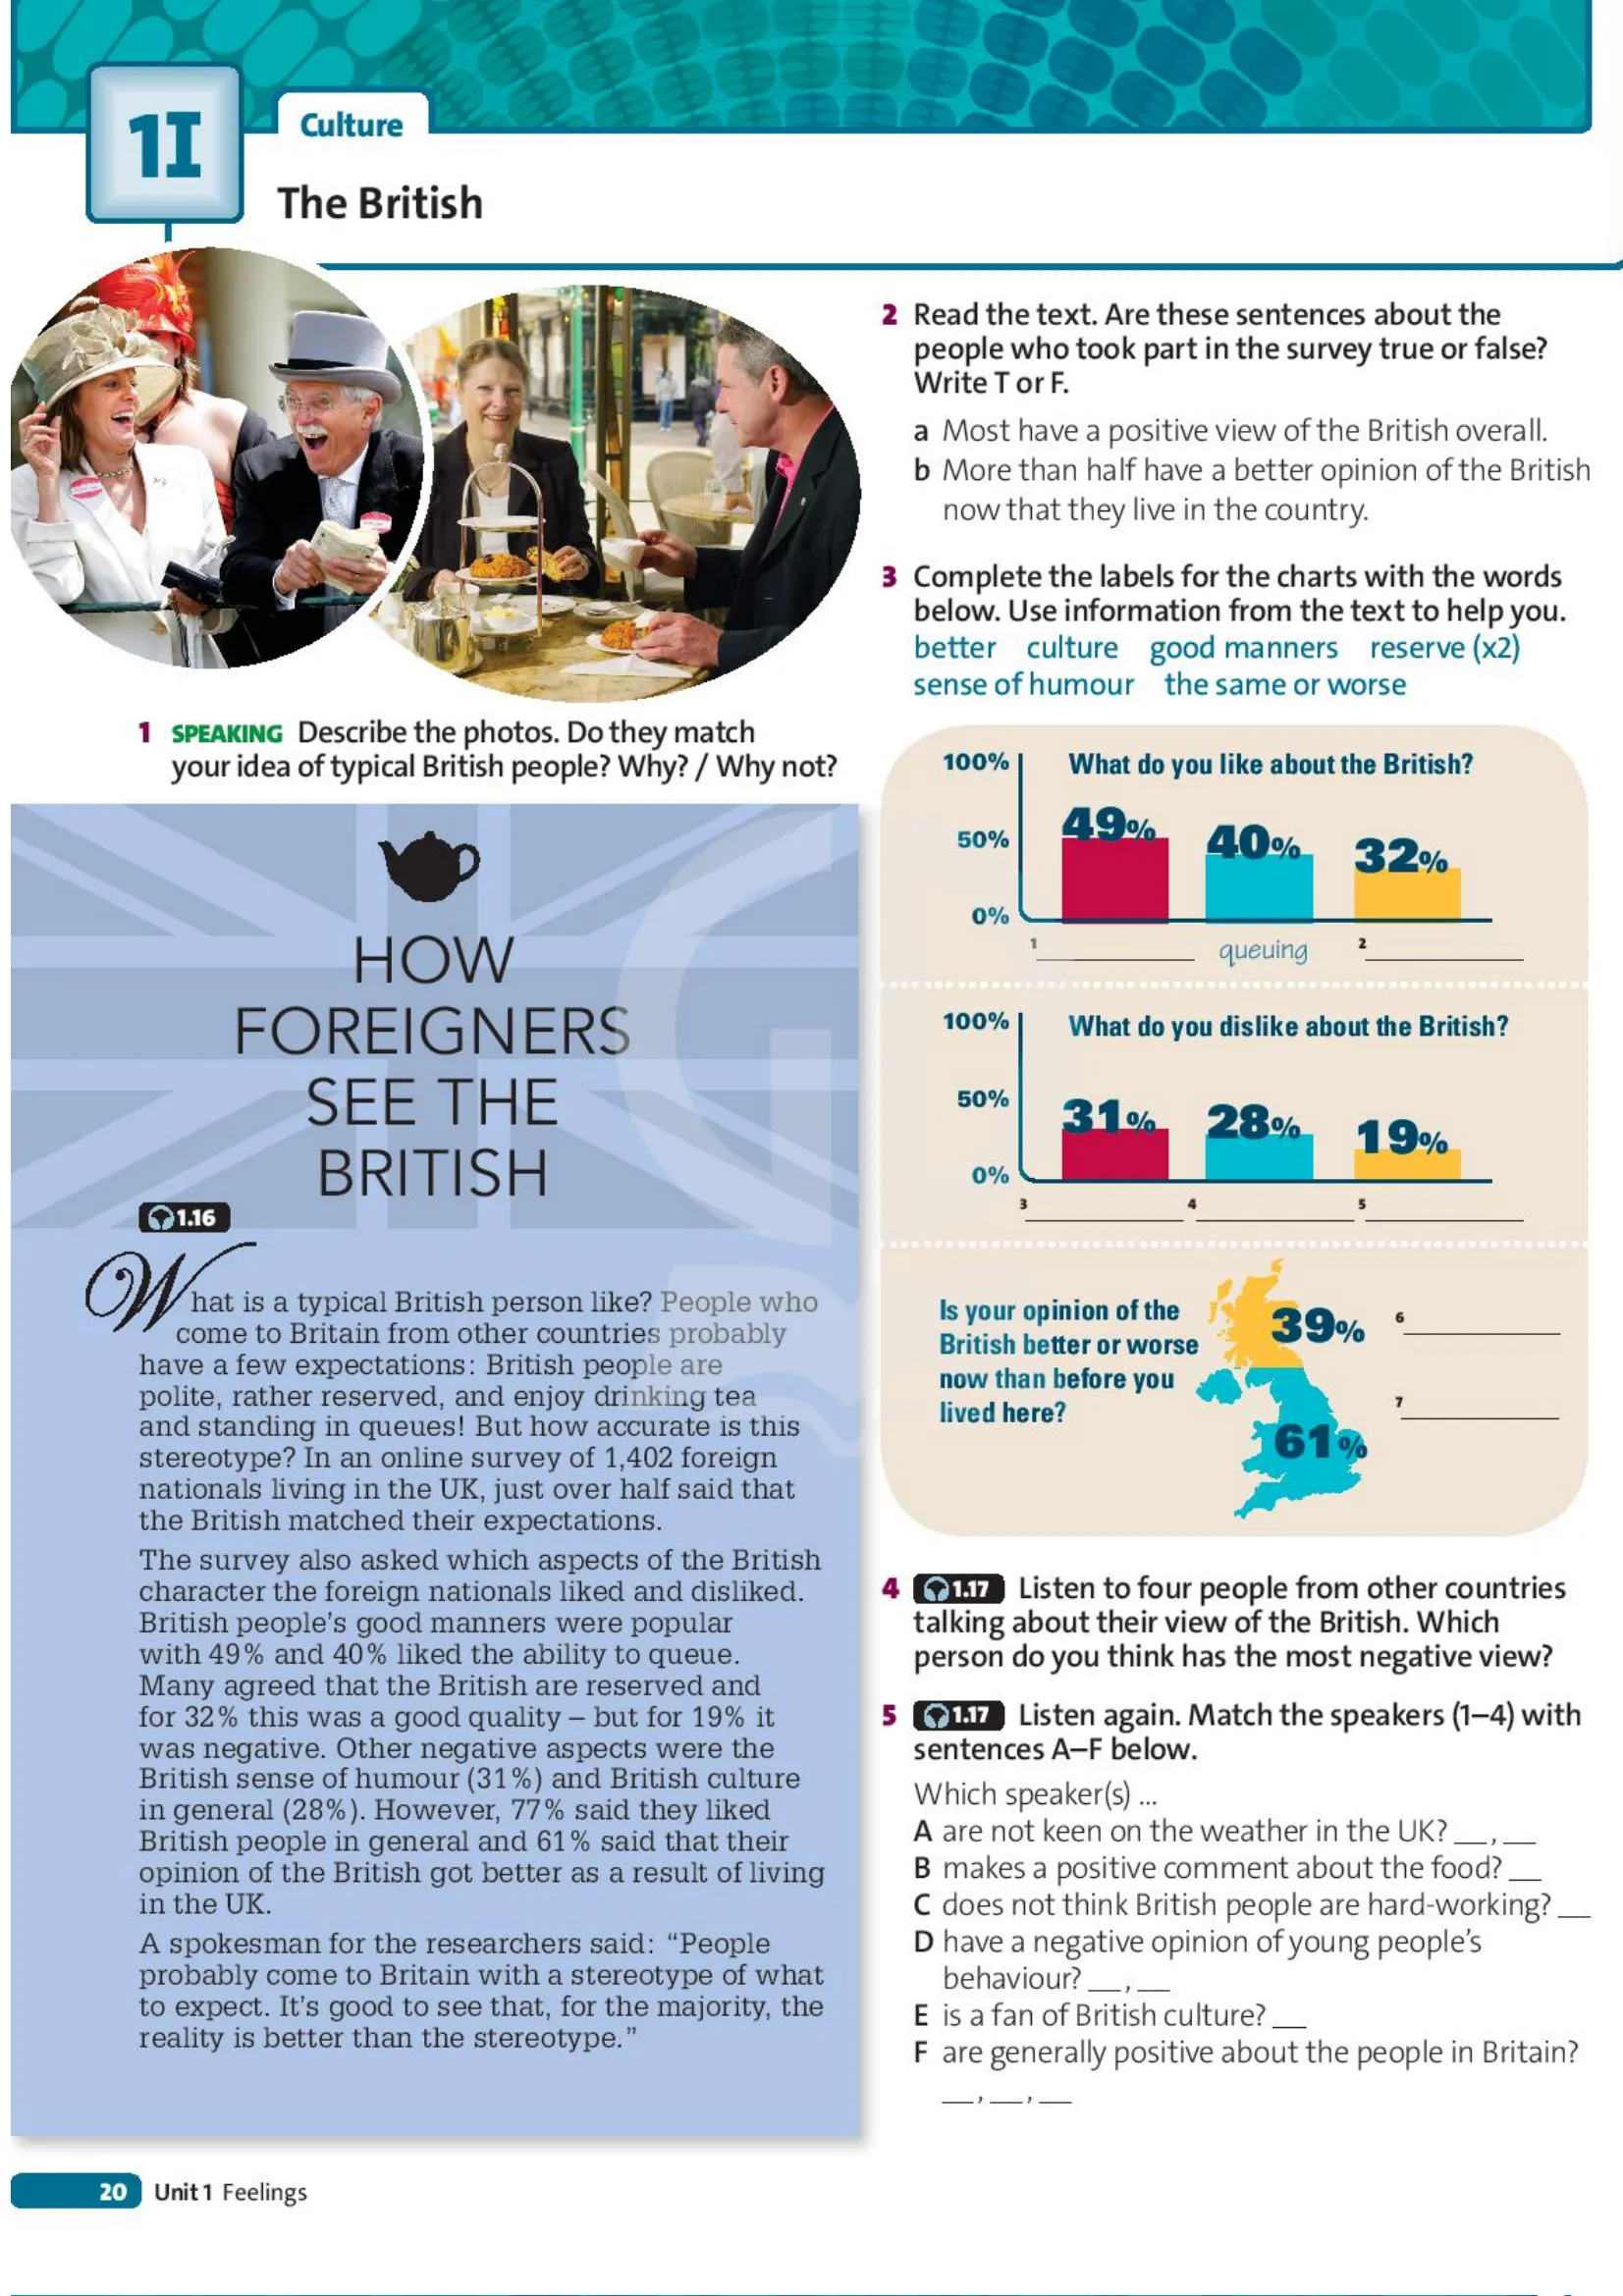 1I
Culture
The British
1 SPEAKING Describe the photos. Do they match
your idea of typical British people? Why? / Why not?
HOW
FOREIGNERS
SEE THE
BRITISH
1.16
What is a typical British person like? People who
come to Britain from other countries probably
have a few expectations: British people are
polite, rather reserved, and enjoy drinking tea
and standing in queues! But how accurate is this
stereotype? In an online survey of 1,402 foreign
nationals living in the UK, just over half said that
the British matched their expectations.
The survey also asked which aspects of the British
character the foreign nationals liked and disliked.
British people's good manners were popular
with 49% and 40% liked the ability to queue.
Many agreed that the British are reserved and
for 32% this was a good quality – but for 19% it
was negative. Other negative aspects were the
British sense of humour (31%) and British culture
in general (28%). However, 77% said they liked
British people in general and 61% said that their
opinion of the British got better as a result of living
in the UK.
A spokesman for the researchers said: "People
probably come to Britain with a stereotype of what
to expect. It's good to see that, for the majority, the
reality is better than the stereotype."
2 Read the text. Are these sentences about the
people who took part in the survey true or false?
Write T or F.
a Most have a positive view of the British overall.
b More than half have a better opinion of the British
now that they live in the country.
3 Complete the labels for the charts with the words
below. Use information from the text to help you.
better culture good manners reserve (x2)
sense of humour the same or worse
100% What do you like about the British?
49% 40% 32%
50%
0%
1 ___ queuing 2 ___
100% What do you dislike about the British?
50%
31% 28% 19%
0%
3 ___ 4 ___ 5 ___
Is your opinion of the
British better or worse
now than before you
lived here?
39% 6 ___
7 ___
61%
4 1.17 Listen to four people from other countries
talking about their view of the British. Which
person do you think has the most negative view?
5 1.17 Listen again. Match the speakers (1–4) with
sentences A–F below.
Which speaker(s) ...
A are not keen on the weather in the UK? __, __
B makes a positive comment about the food? __
C does not think British people are hard-working? __
D have a negative opinion of young people's
behaviour? __, __
E is a fan of British culture? __
F are generally positive about the people in Britain?
__, __, __
20 Unit 1 Feelings